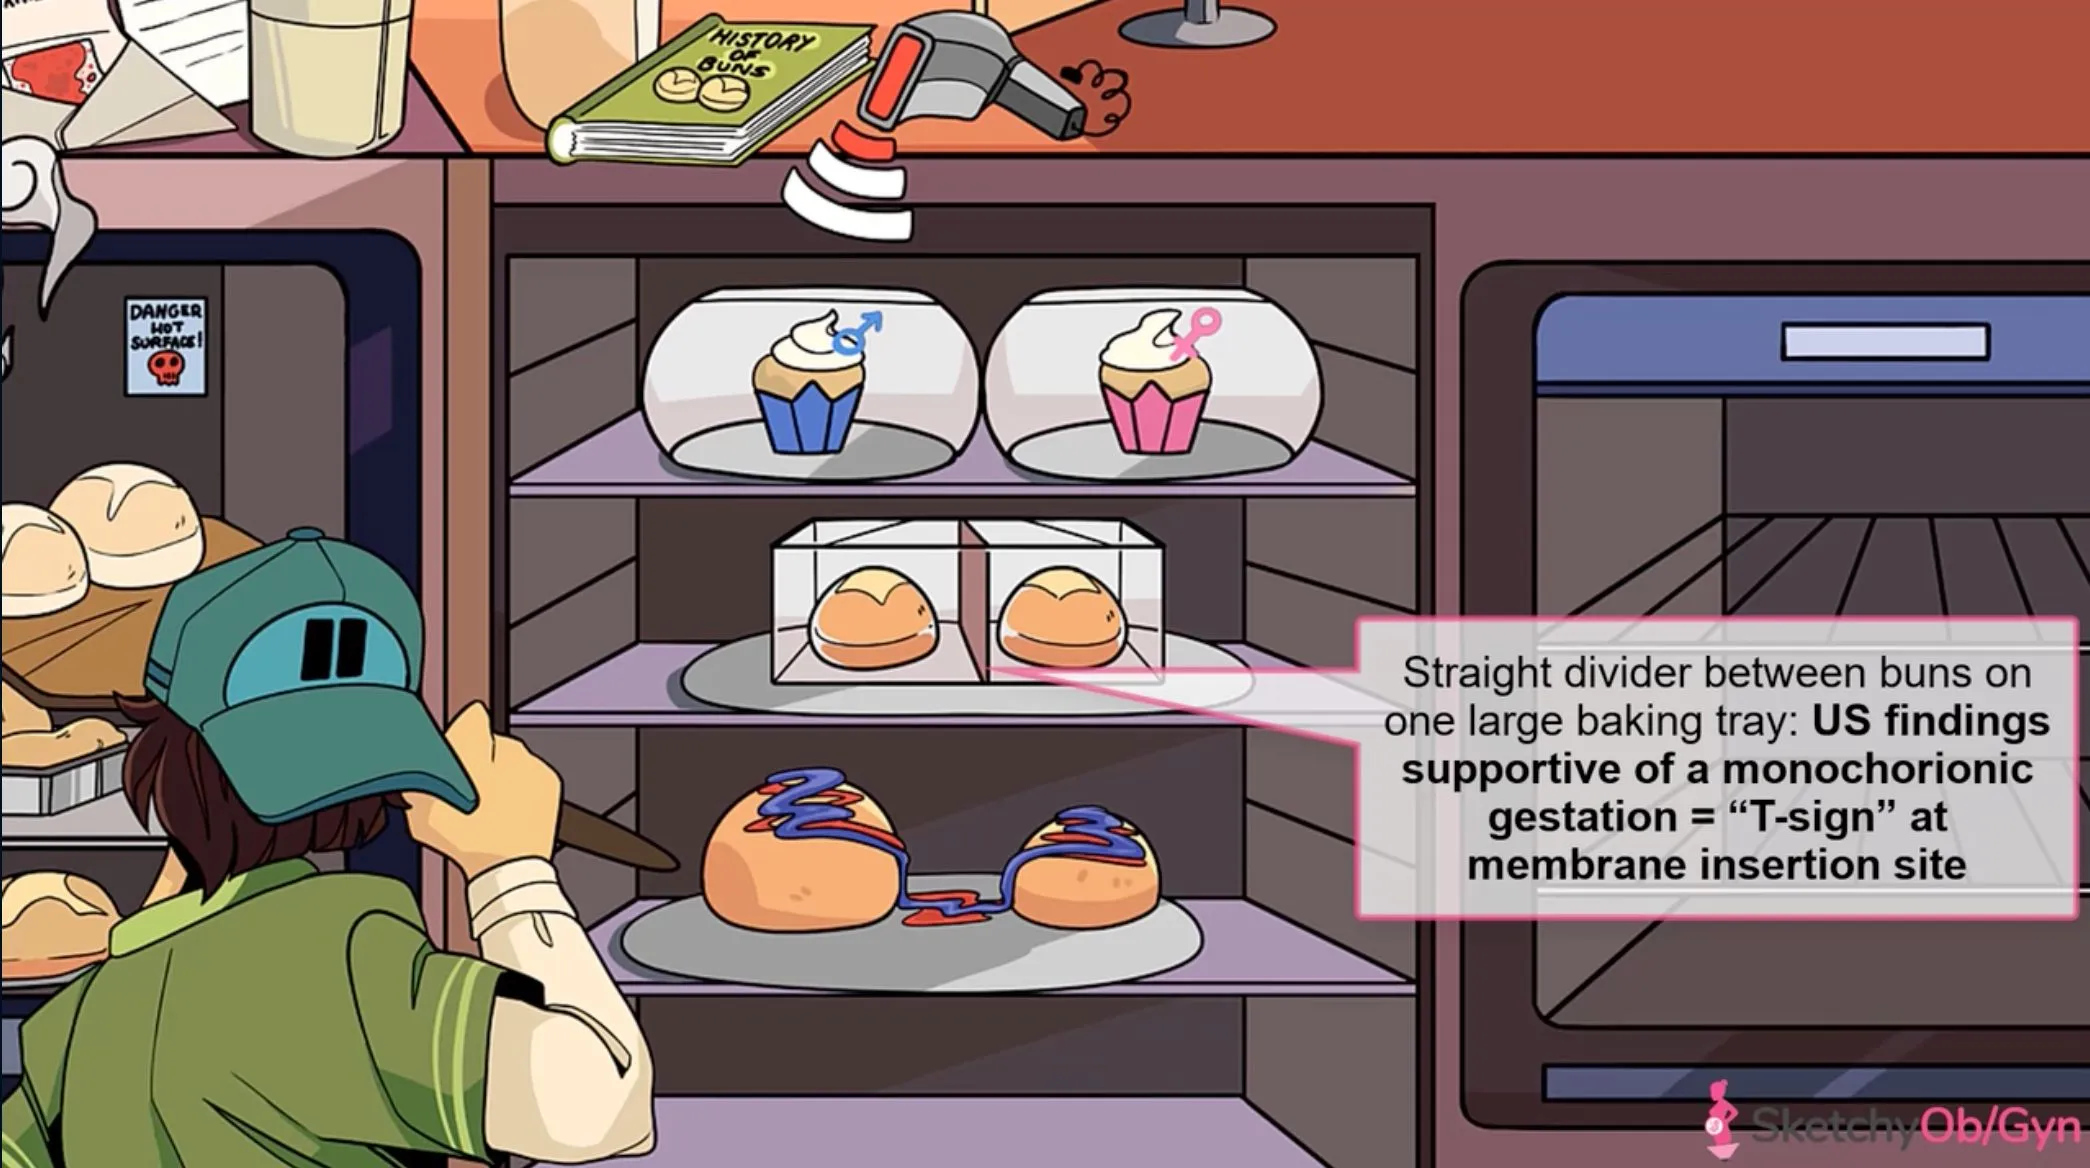 HISTORY
OF
BUNS
DANGER
HOT
SURFACE!
Straight divider between buns on
one large baking tray: US findings
supportive of a monochorionic
gestation = “T-sign” at
membrane insertion site
SketchyOb/Gyn